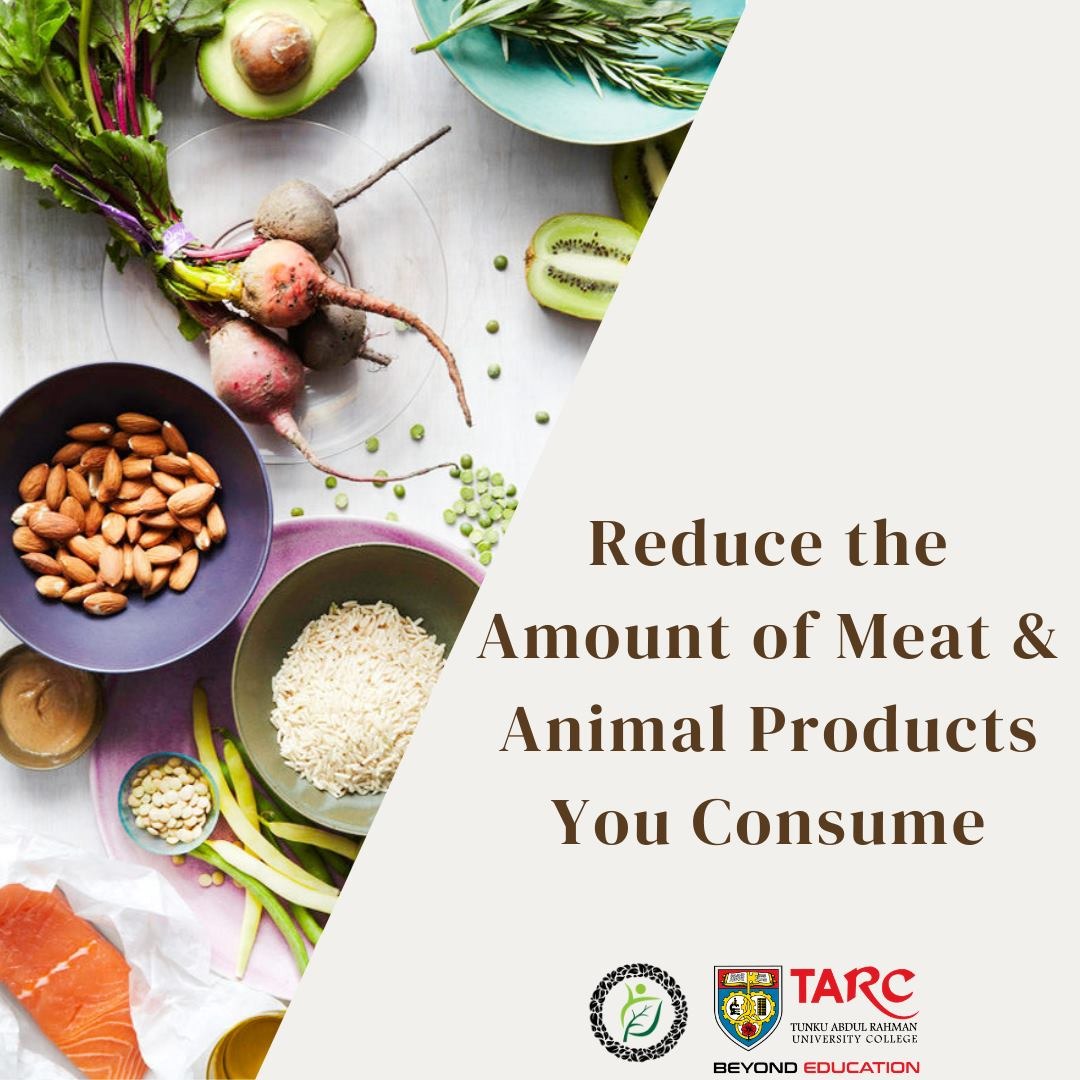 Reduce the
Amount of Meat &
Animal Products
You Consume
TARC
TUNKU ABDUL RAHMAN
UNIVERSITY COLLEGE
BEYOND EDUCATION